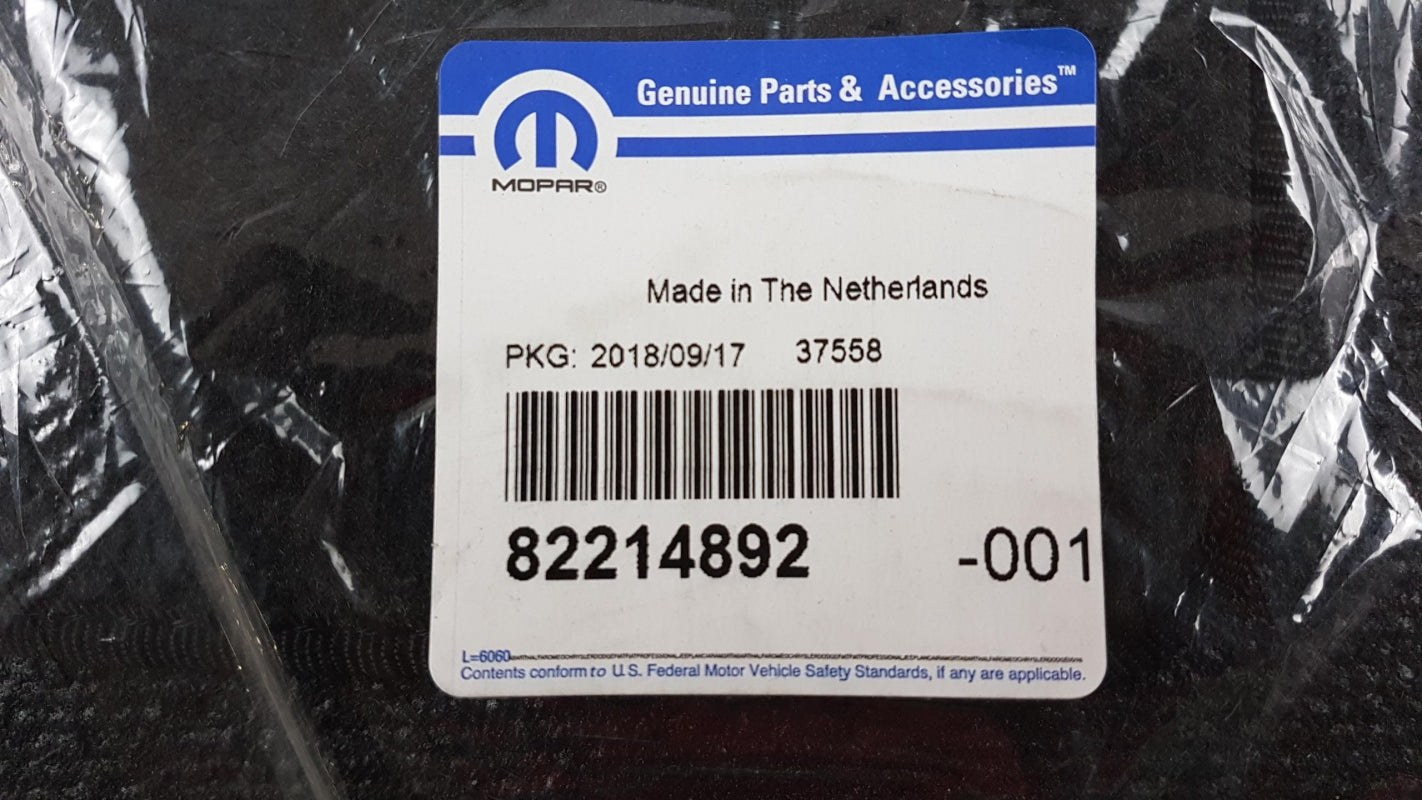 Genuine Parts & Accessories™
MOPAR®
Made in The Netherlands
PKG: 2018/09/17 37558
82214892 -001
L=6060
Contents conform to U.S. Federal Motor Vehicle Safety Standards, if any are applicable.